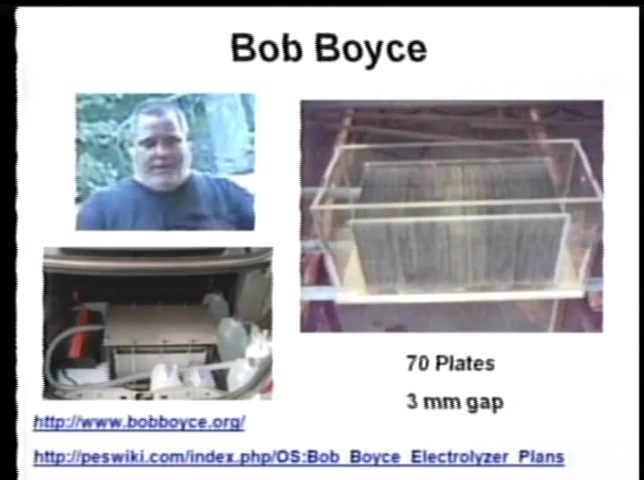 Bob Boyce
70 Plates
3 mm gap
http://www.bobboyce.org/
http://peswiki.com/index.php/OS:Bob_Boyce_Electrolyzer_Plans